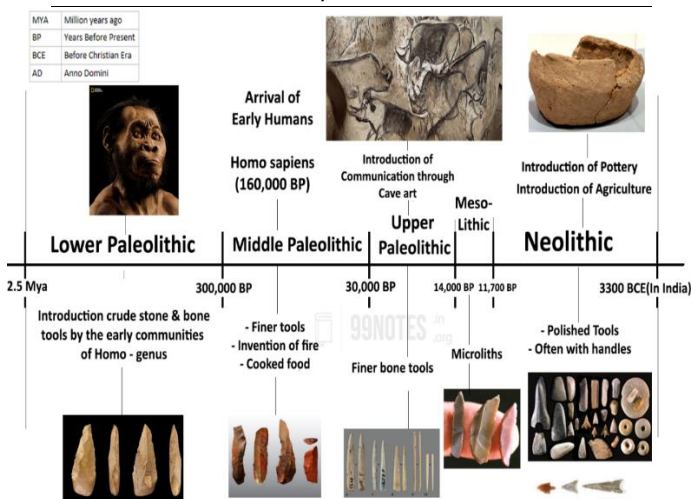 MYA Million years ago
BP Years Before Present
BCE Before Christian Era
AD Anno Domini
Arrival of
Early Humans
Homo sapiens
(160,000 BP)
Introduction of
Communication through
Cave art
Introduction of Pottery
Introduction of Agriculture
Lower Paleolithic
Middle Paleolithic
Upper
Paleolithic
Meso-
Lithic
Neolithic
2.5 Mya
300,000 BP
30,000 BP
14,000 BP
11,700 BP
3300 BCE(In India)
Introduction crude stone & bone
tools by the early communities
of Homo - genus
- Finer tools
- Invention of fire
- Cooked food
99NOTES
.in
.org
Finer bone tools
Microliths
- Polished Tools
- Often with handles